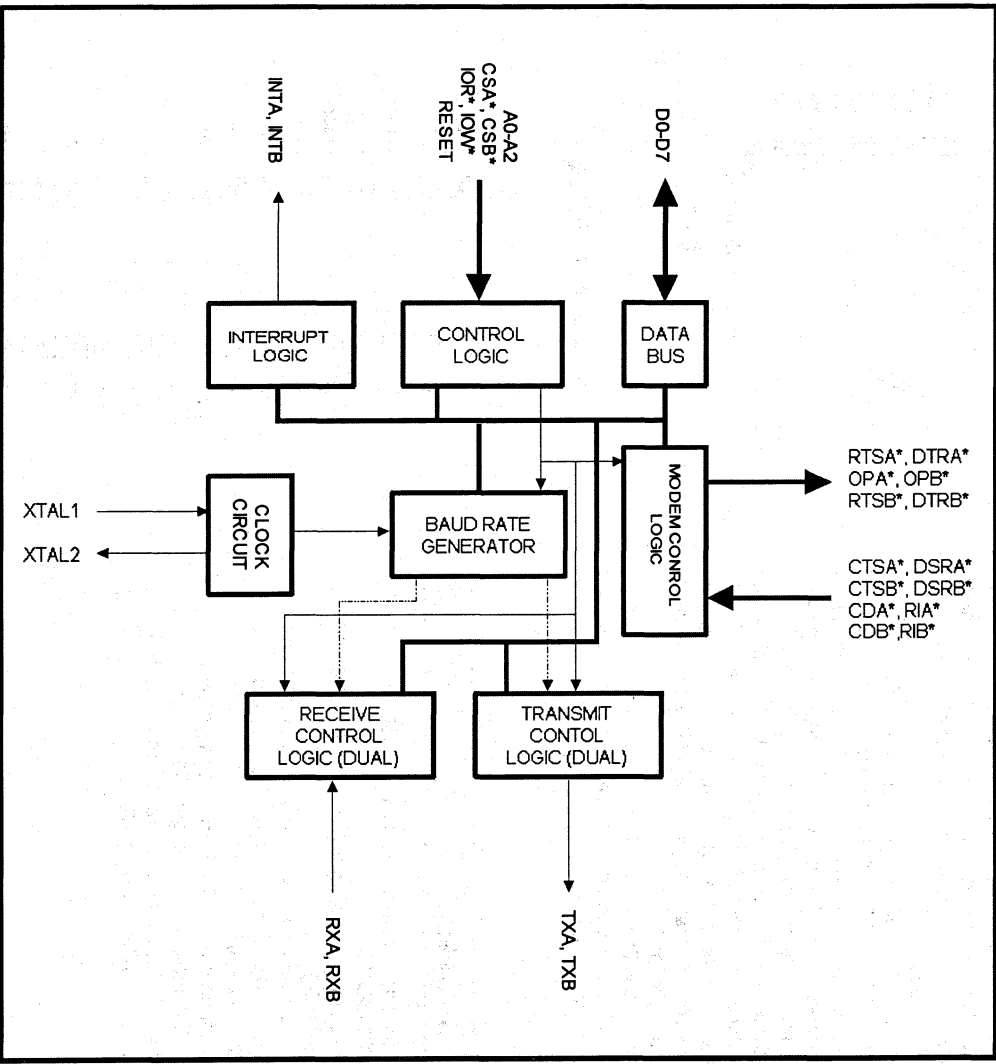 INTA, INTB
A0-A2
CSA*, CSB*
IOR*, IOW*
RESET
D0-D7
INTERRUPT
LOGIC
CONTROL
LOGIC
DATA
BUS
XTAL1
XTAL2
CLOCK
CIRCUIT
BAUD RATE
GENERATOR
MODEM CONROL
LOGIC
RTSA*, DTRA*
OPA*, OPB*
RTSB*, DTRB*
CTSA*, DSRA*
CTSB*, DSRB*
CDA*, RIA*
CDB*, RIB*
RECEIVE
CONTROL
LOGIC (DUAL)
TRANSMIT
CONTOL
LOGIC (DUAL)
RXA, RXB
TXA, TXB